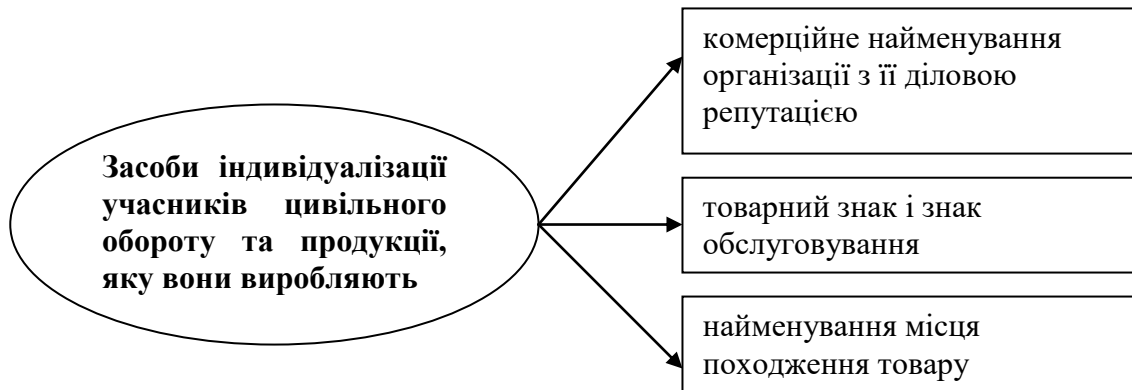 Засоби індивідуалізації
учасників цивільного
обороту та продукції,
яку вони виробляють
комерційне найменування
організації з її діловою
репутацією
товарний знак і знак
обслуговування
найменування місця
походження товару